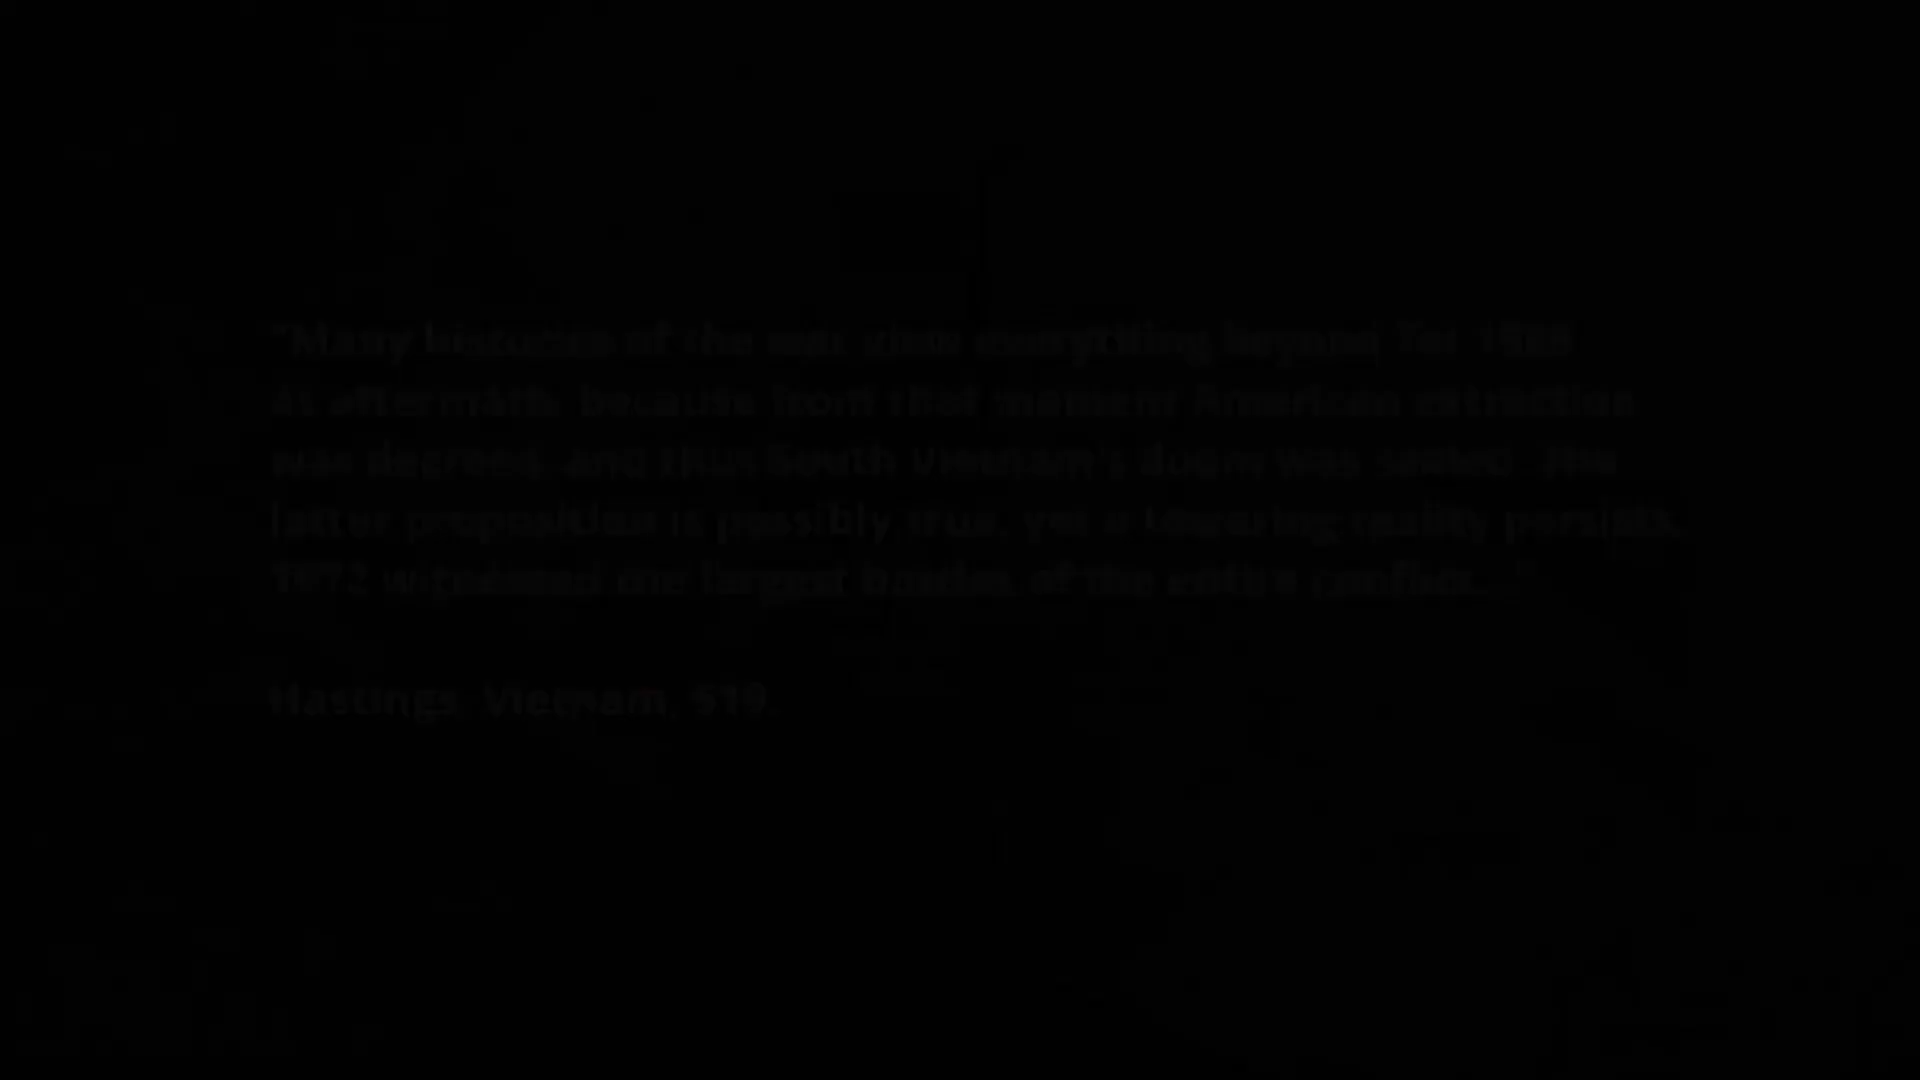 "Many histories of the war view everything beyond Tet 1968
as aftermath, because from that moment American extraction
was decreed, and thus South Vietnam's doom was sealed. The
latter proposition is possibly true, yet a towering reality persists.
1972 witnessed the largest battles of the entire conflict..."
Hastings, Vietnam, 519.